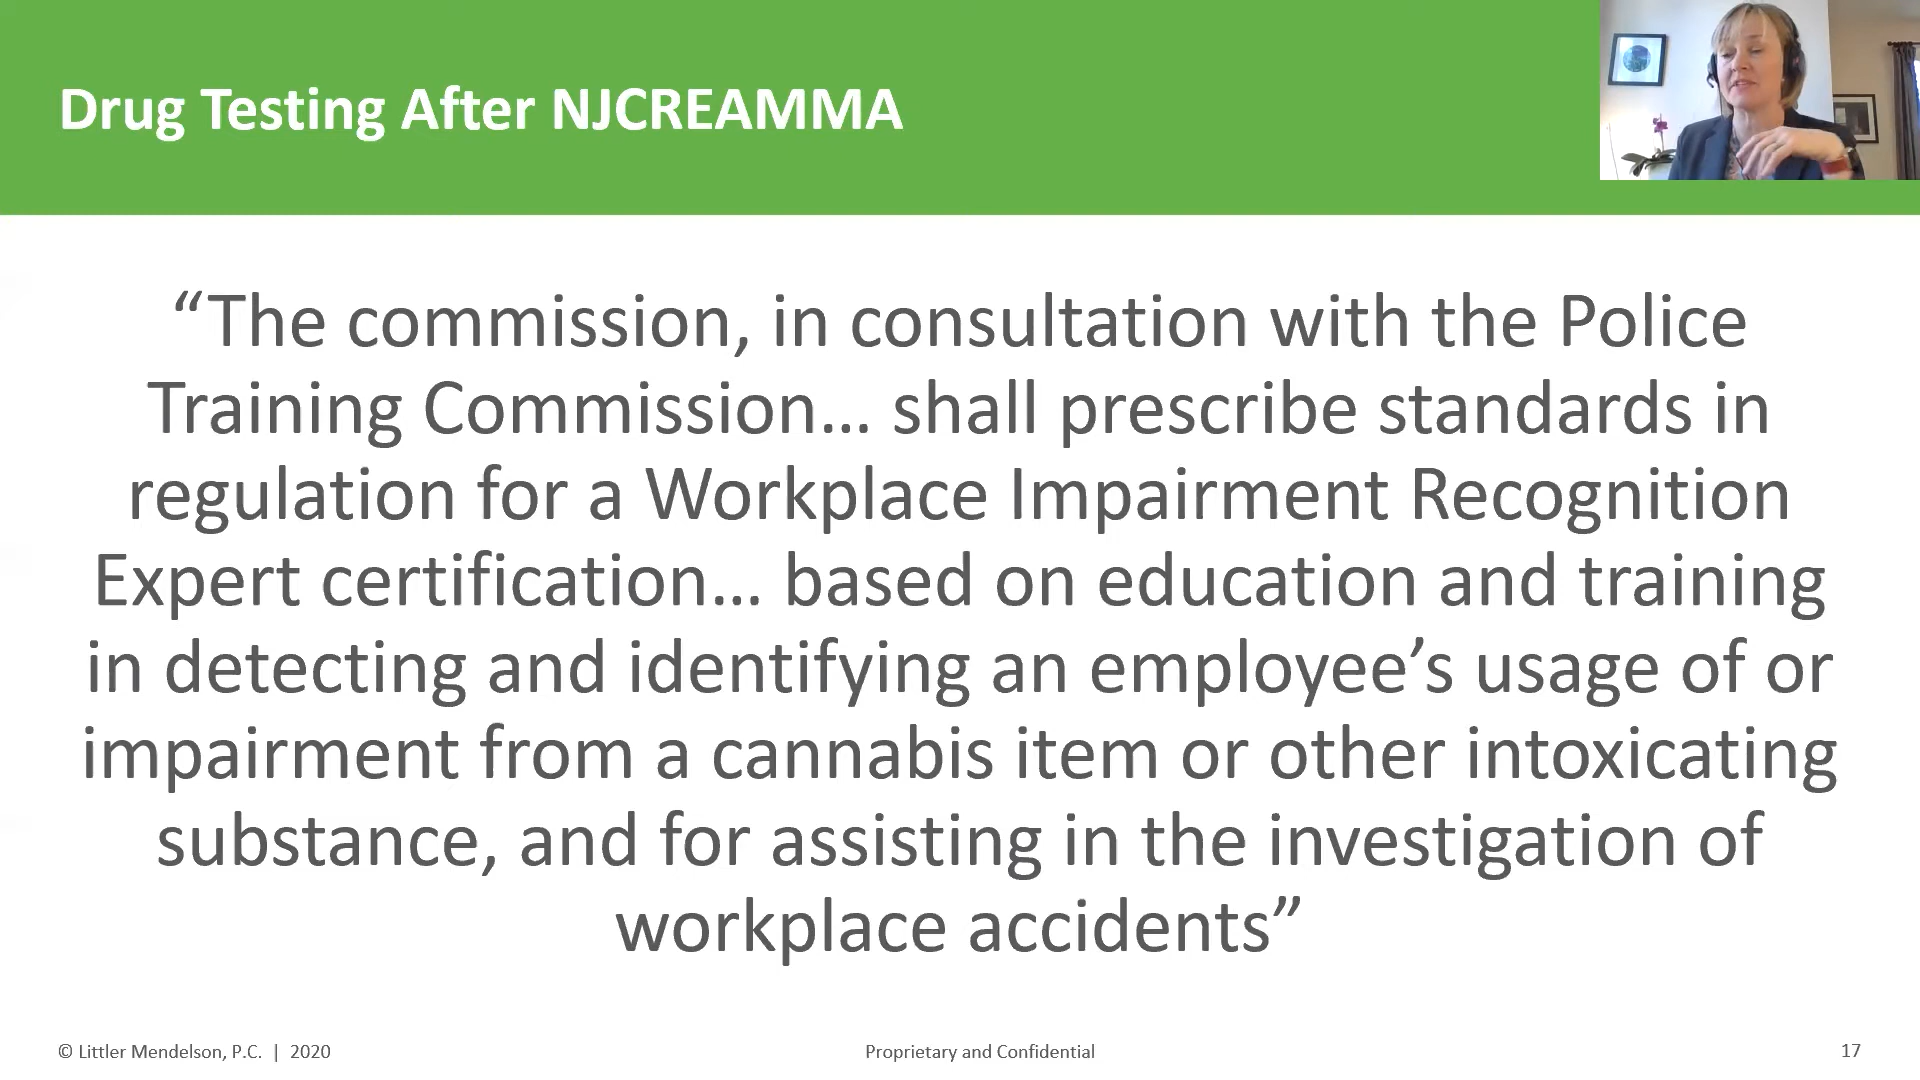 Drug Testing After NJCREAMMA
“The commission, in consultation with the Police
Training Commission… shall prescribe standards in
regulation for a Workplace Impairment Recognition
Expert certification… based on education and training
in detecting and identifying an employee’s usage of or
impairment from a cannabis item or other intoxicating
substance, and for assisting in the investigation of
workplace accidents”
© Littler Mendelson, P.C. | 2020
Proprietary and Confidential
17